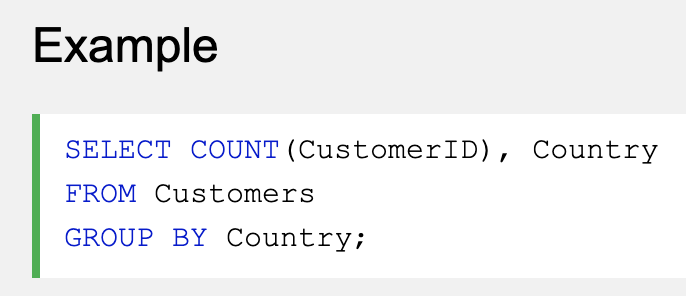 Example
SELECT COUNT(CustomerID), Country
FROM Customers
GROUP BY Country;